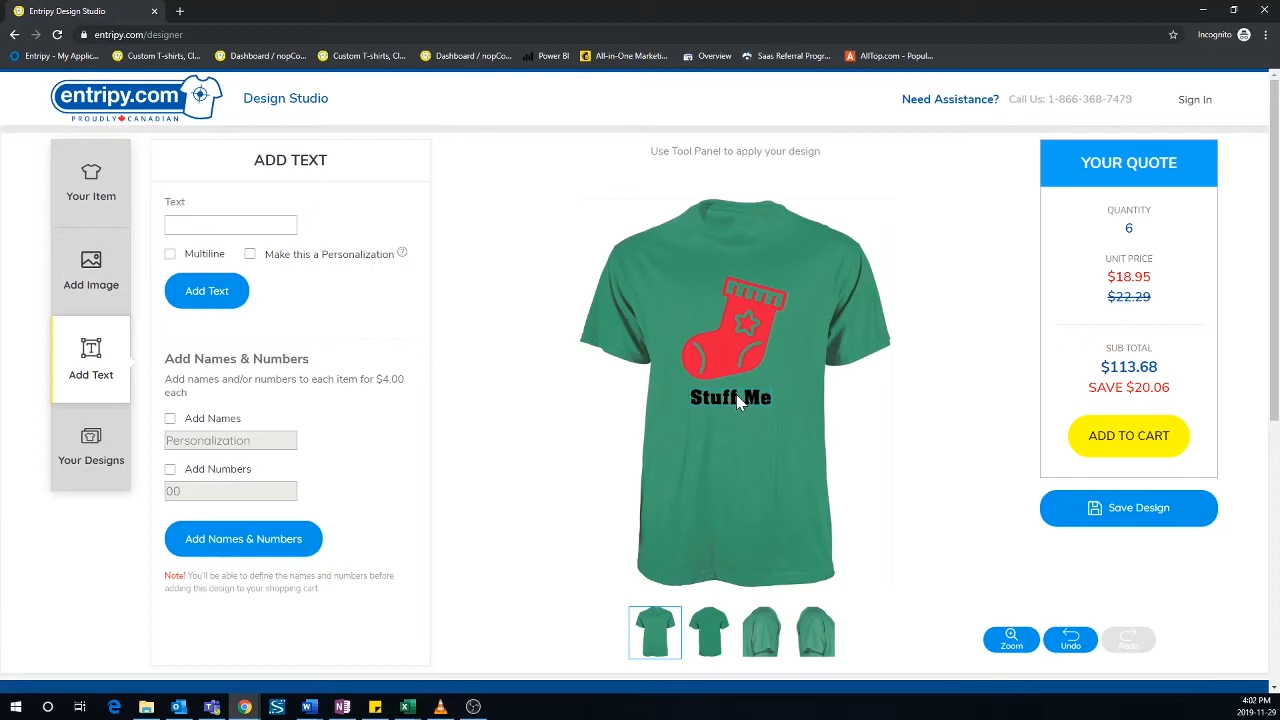 Entripy Design Studio
entripy.com/designer
Incognito
Entripy - My Applic...
Custom T-shirts, Cl...
Dashboard / nopCo...
Custom T-shirts, Cl...
Dashboard / nopCo...
Power BI
All-in-One Marketi...
Overview
Saas Referral Prog...
AllTop.com - Popul...
entripy.com
PROUDLY CANADIAN
Design Studio
Need Assistance? Call Us: 1-866-368-7479
Sign In
Your Item
Add Image
Add Text
Your Designs
ADD TEXT
Text
Multiline
Make this a Personalization
Add Text
Add Names & Numbers
Add names and/or numbers to each item for $4.00
each
Add Names
Personalization
Add Numbers
00
Add Names & Numbers
Note! You'll be able to define the names and numbers before
adding this design to your shopping cart
Use Tool Panel to apply your design
Stuff Me
Zoom
Undo
Redo
YOUR QUOTE
QUANTITY
6
UNIT PRICE
$18.95
$22.29
SUB TOTAL
$113.68
SAVE $20.06
ADD TO CART
Save Design
4:02 PM
2019-11-29